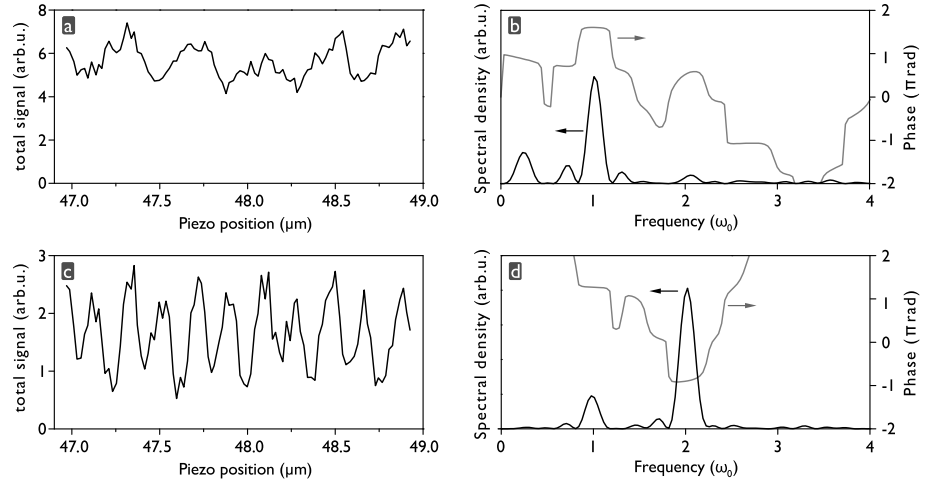 a
total signal (arb.u.)
8
6
4
2
0
47.0
47.5
48.0
48.5
49.0
Piezo position (μm)
b
Spectral density (arb.u.)
2
1
0
-1
-2
Phase (π rad)
0
1
2
3
4
Frequency (ω₀)
c
total signal (arb.u.)
3
2
1
0
47.0
47.5
48.0
48.5
49.0
Piezo position (μm)
d
Spectral density (arb.u.)
2
1
0
-1
-2
Phase (π rad)
0
1
2
3
4
Frequency (ω₀)